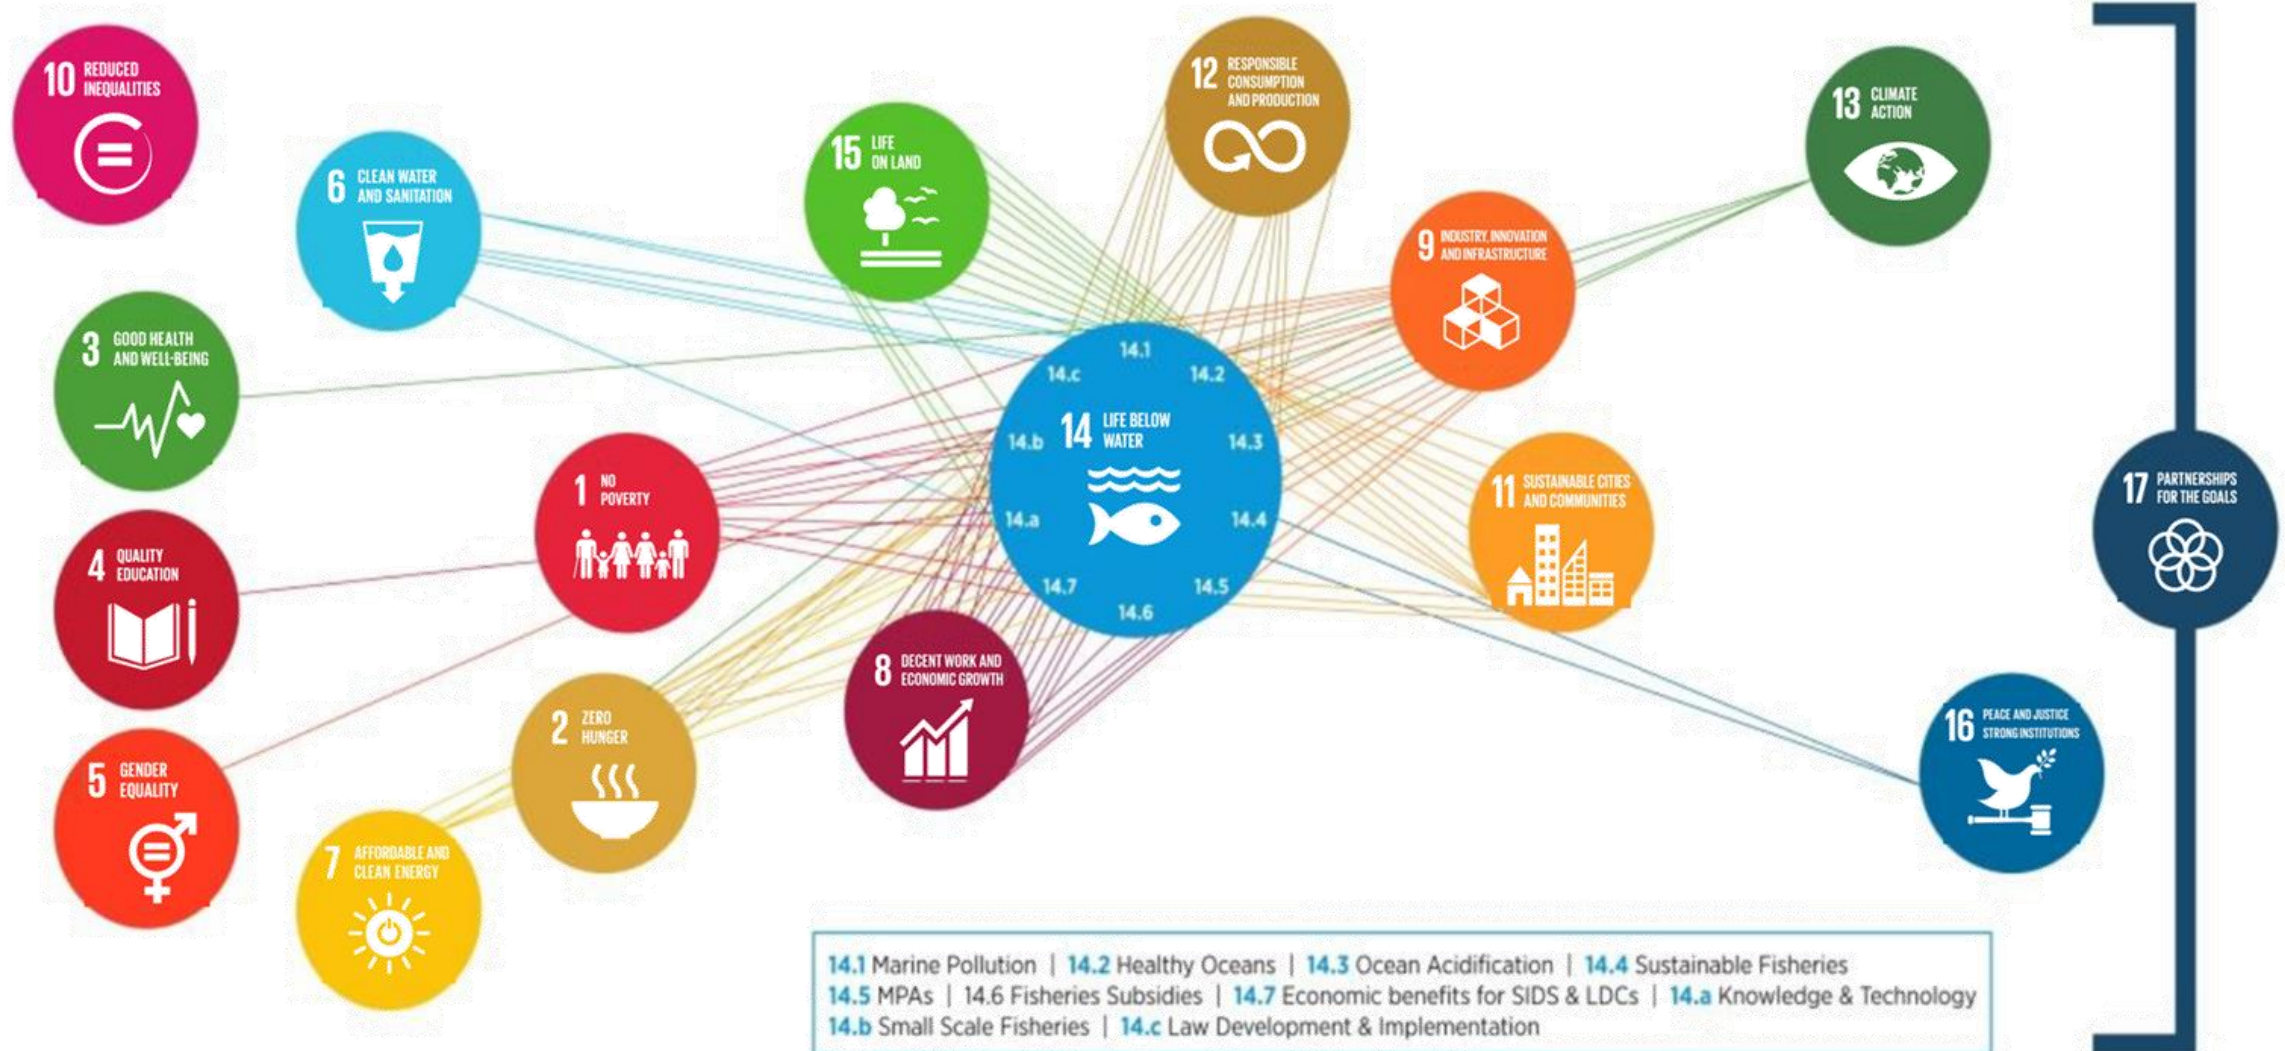 10 REDUCED
INEQUALITIES
6 CLEAN WATER
AND SANITATION
15 LIFE
ON LAND
12 RESPONSIBLE
CONSUMPTION
AND PRODUCTION
13 CLIMATE
ACTION
9 INDUSTRY, INNOVATION
AND INFRASTRUCTURE
3 GOOD HEALTH
AND WELL-BEING
14.1
14.c
14.2
14 LIFE BELOW
WATER
14.b
14.3
14.a
14.4
14.7
14.5
14.6
1 NO
POVERTY
11 SUSTAINABLE CITIES
AND COMMUNITIES
17 PARTNERSHIPS
FOR THE GOALS
4 QUALITY
EDUCATION
8 DECENT WORK AND
ECONOMIC GROWTH
2 ZERO
HUNGER
16 PEACE AND JUSTICE
STRONG INSTITUTIONS
5 GENDER
EQUALITY
7 AFFORDABLE AND
CLEAN ENERGY
14.1 Marine Pollution | 14.2 Healthy Oceans | 14.3 Ocean Acidification | 14.4 Sustainable Fisheries
14.5 MPAs | 14.6 Fisheries Subsidies | 14.7 Economic benefits for SIDS & LDCs | 14.a Knowledge & Technology
14.b Small Scale Fisheries | 14.c Law Development & Implementation